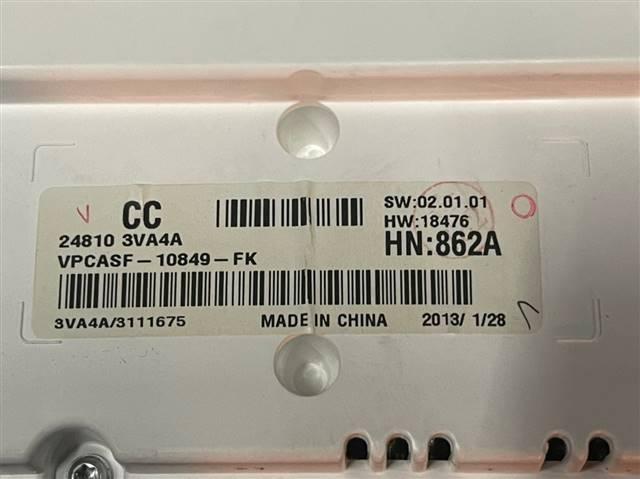 CC
SW:02.01.01
24810 3VA4A
HW:18476
VPCASF-10849-FK
HN:862A
3VA4A/3111675 MADE IN CHINA 2013/ 1/28